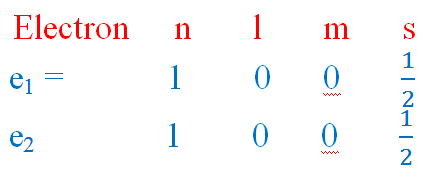 Electron n l m s
e₁ = 1 0 0 1/2
e₂ 1 0 0 1/2